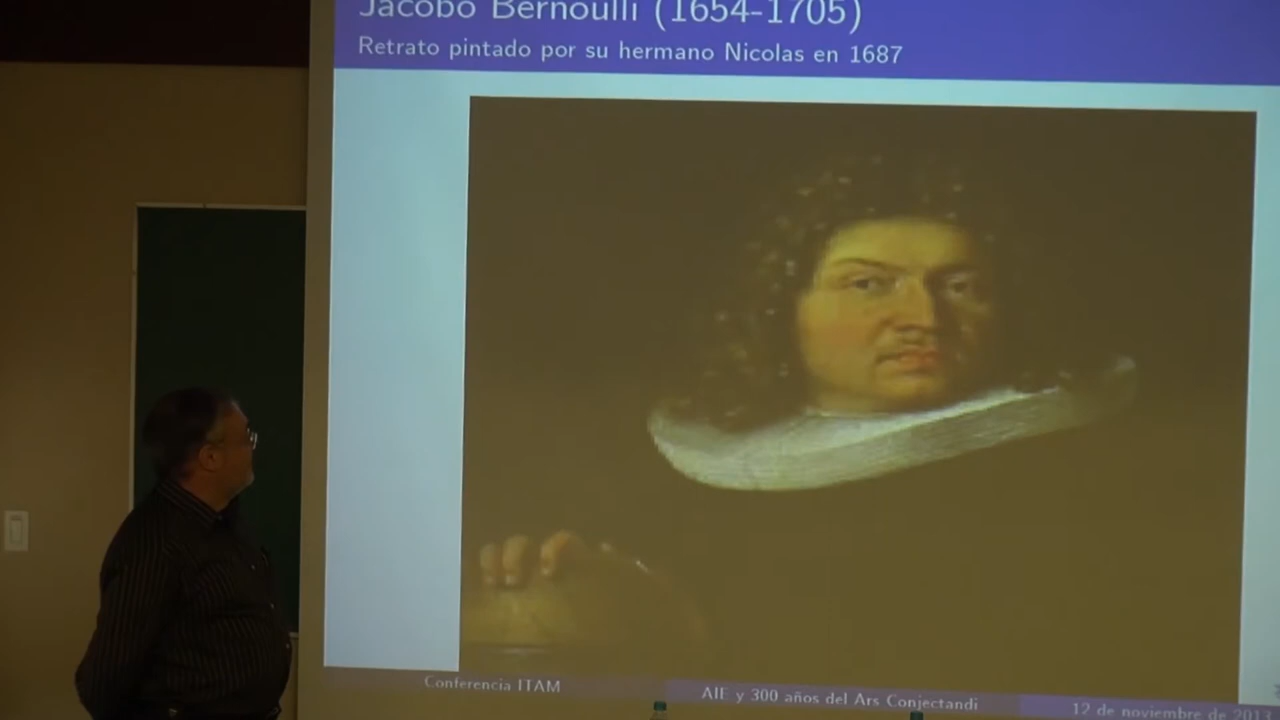 Jacobo Bernoulli (1654-1705)
Retrato pintado por su hermano Nicolas en 1687
Conferencia ITAM
AIE y 300 años del Ars Conjectandi
12 de noviembre de 2013